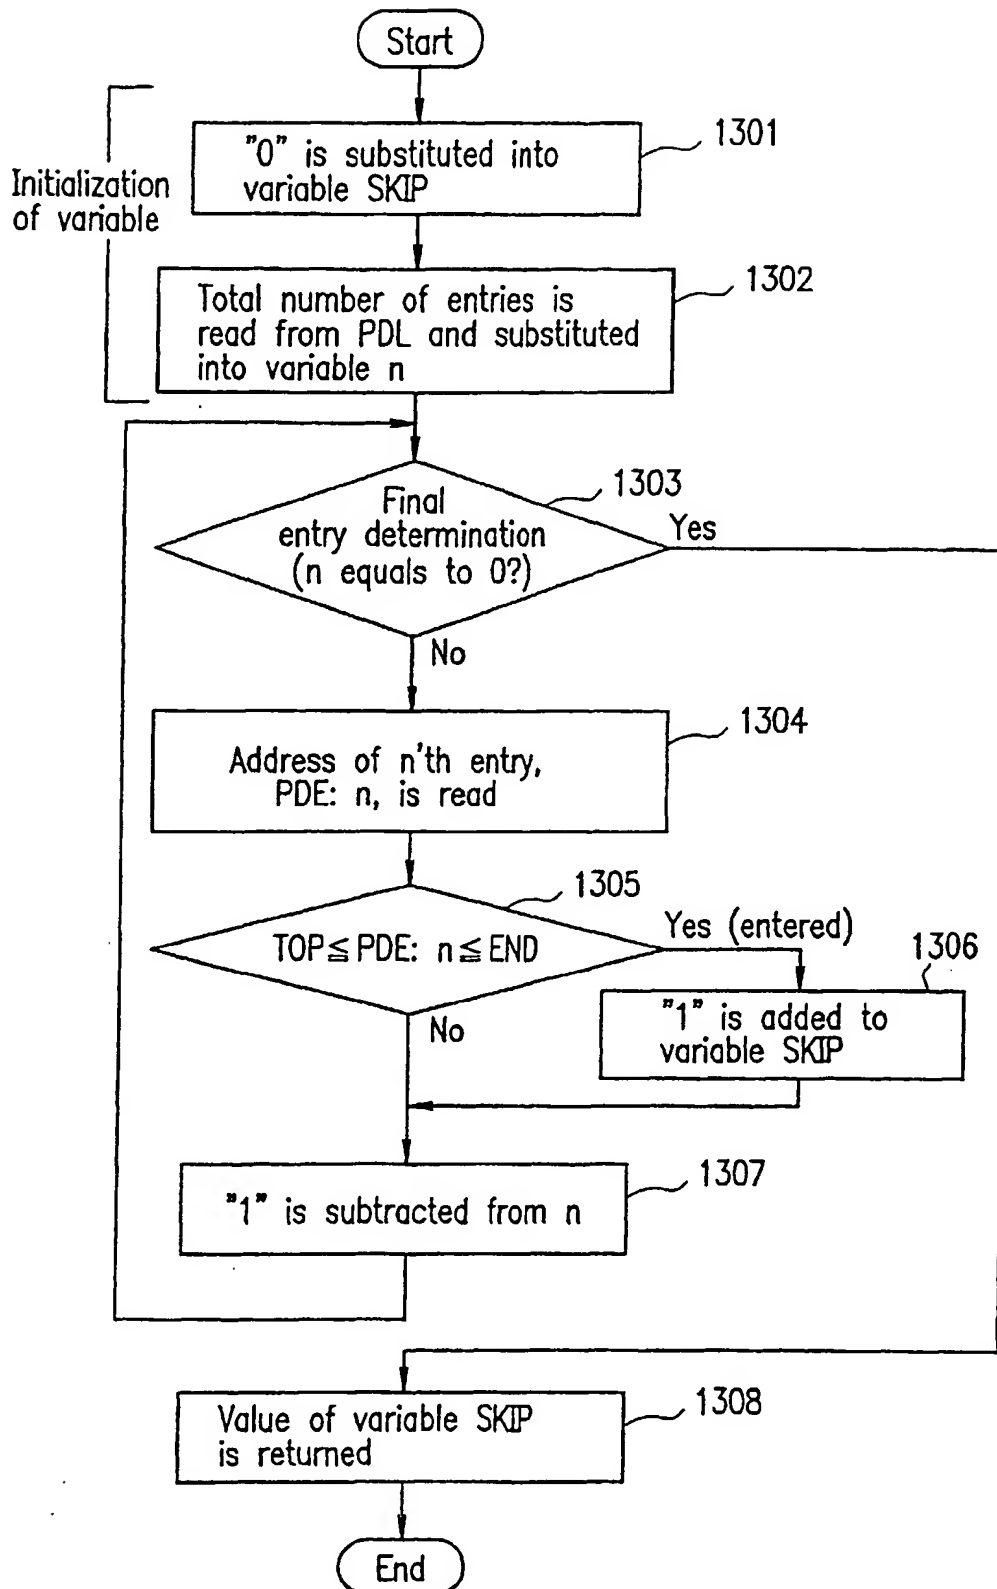 Start
1301
"0" is substituted into
variable SKIP
Initialization
of variable
1302
Total number of entries is
read from PDL and substituted
into variable n
1303
Final
entry determination
(n equals to 0?)
Yes
No
1304
Address of n'th entry,
PDE: n, is read
1305
TOP≦PDE: n≦END
Yes (entered)
1306
"1" is added to
variable SKIP
No
1307
"1" is subtracted from n
1308
Value of variable SKIP
is returned
End